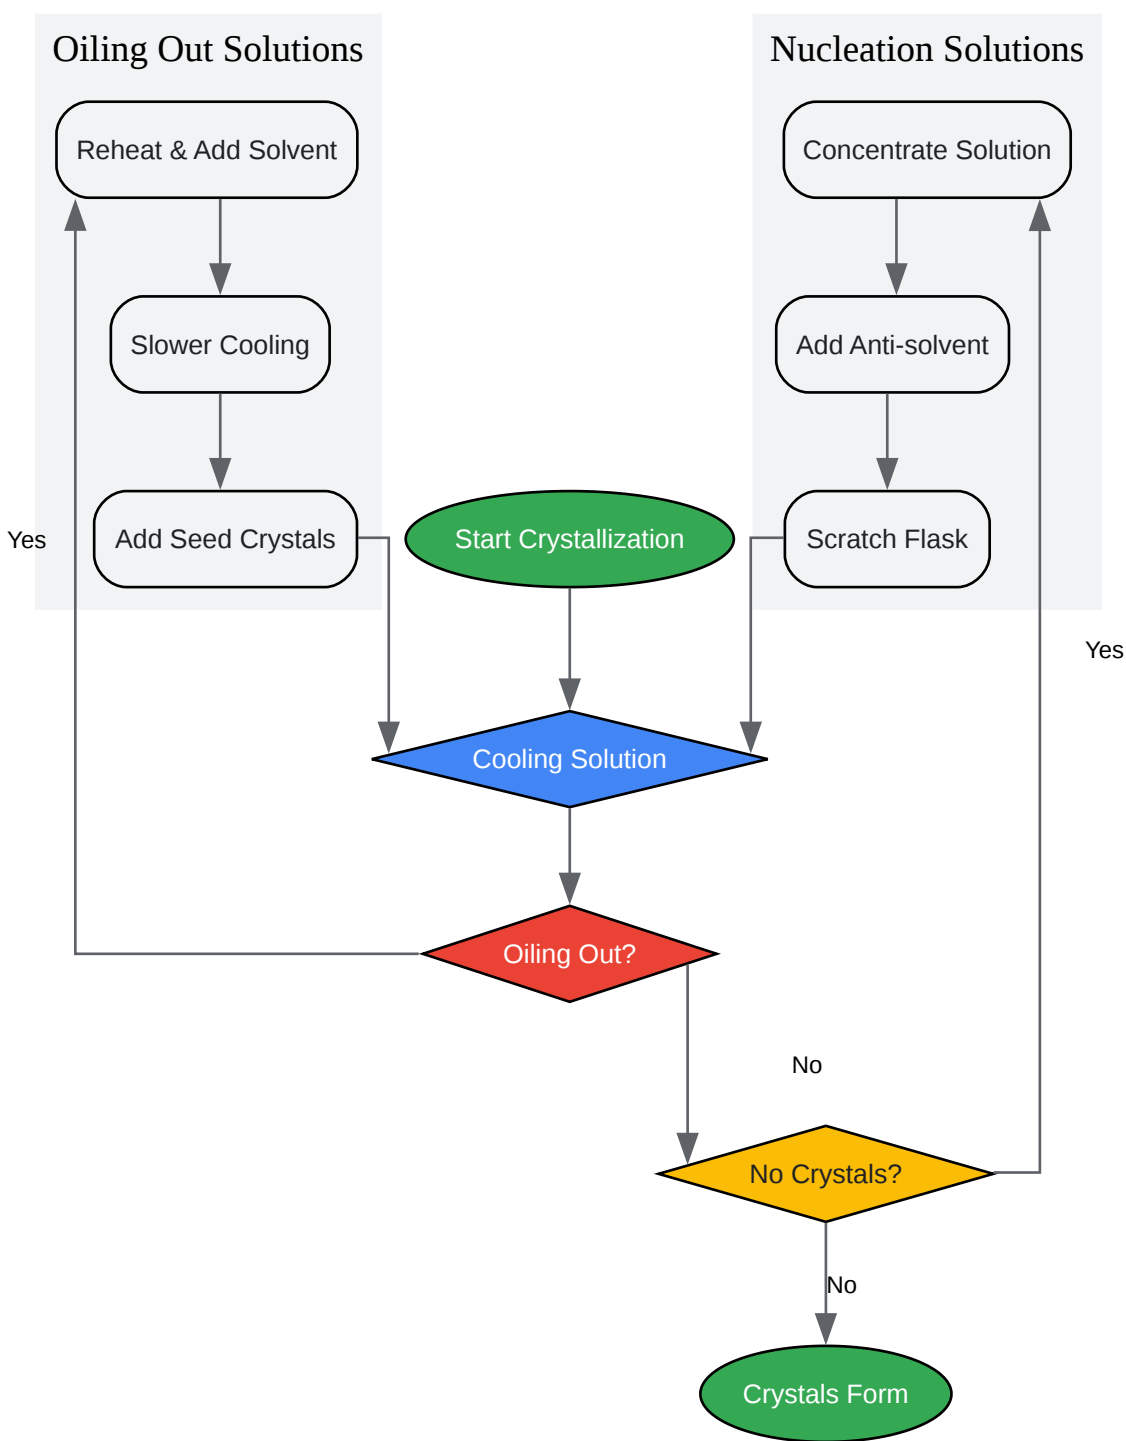 Oiling Out Solutions
Nucleation Solutions
Reheat & Add Solvent
Concentrate Solution
Slower Cooling
Add Anti-solvent
Yes
Add Seed Crystals
Start Crystallization
Scratch Flask
Yes
Cooling Solution
Oiling Out?
No
No Crystals?
No
Crystals Form